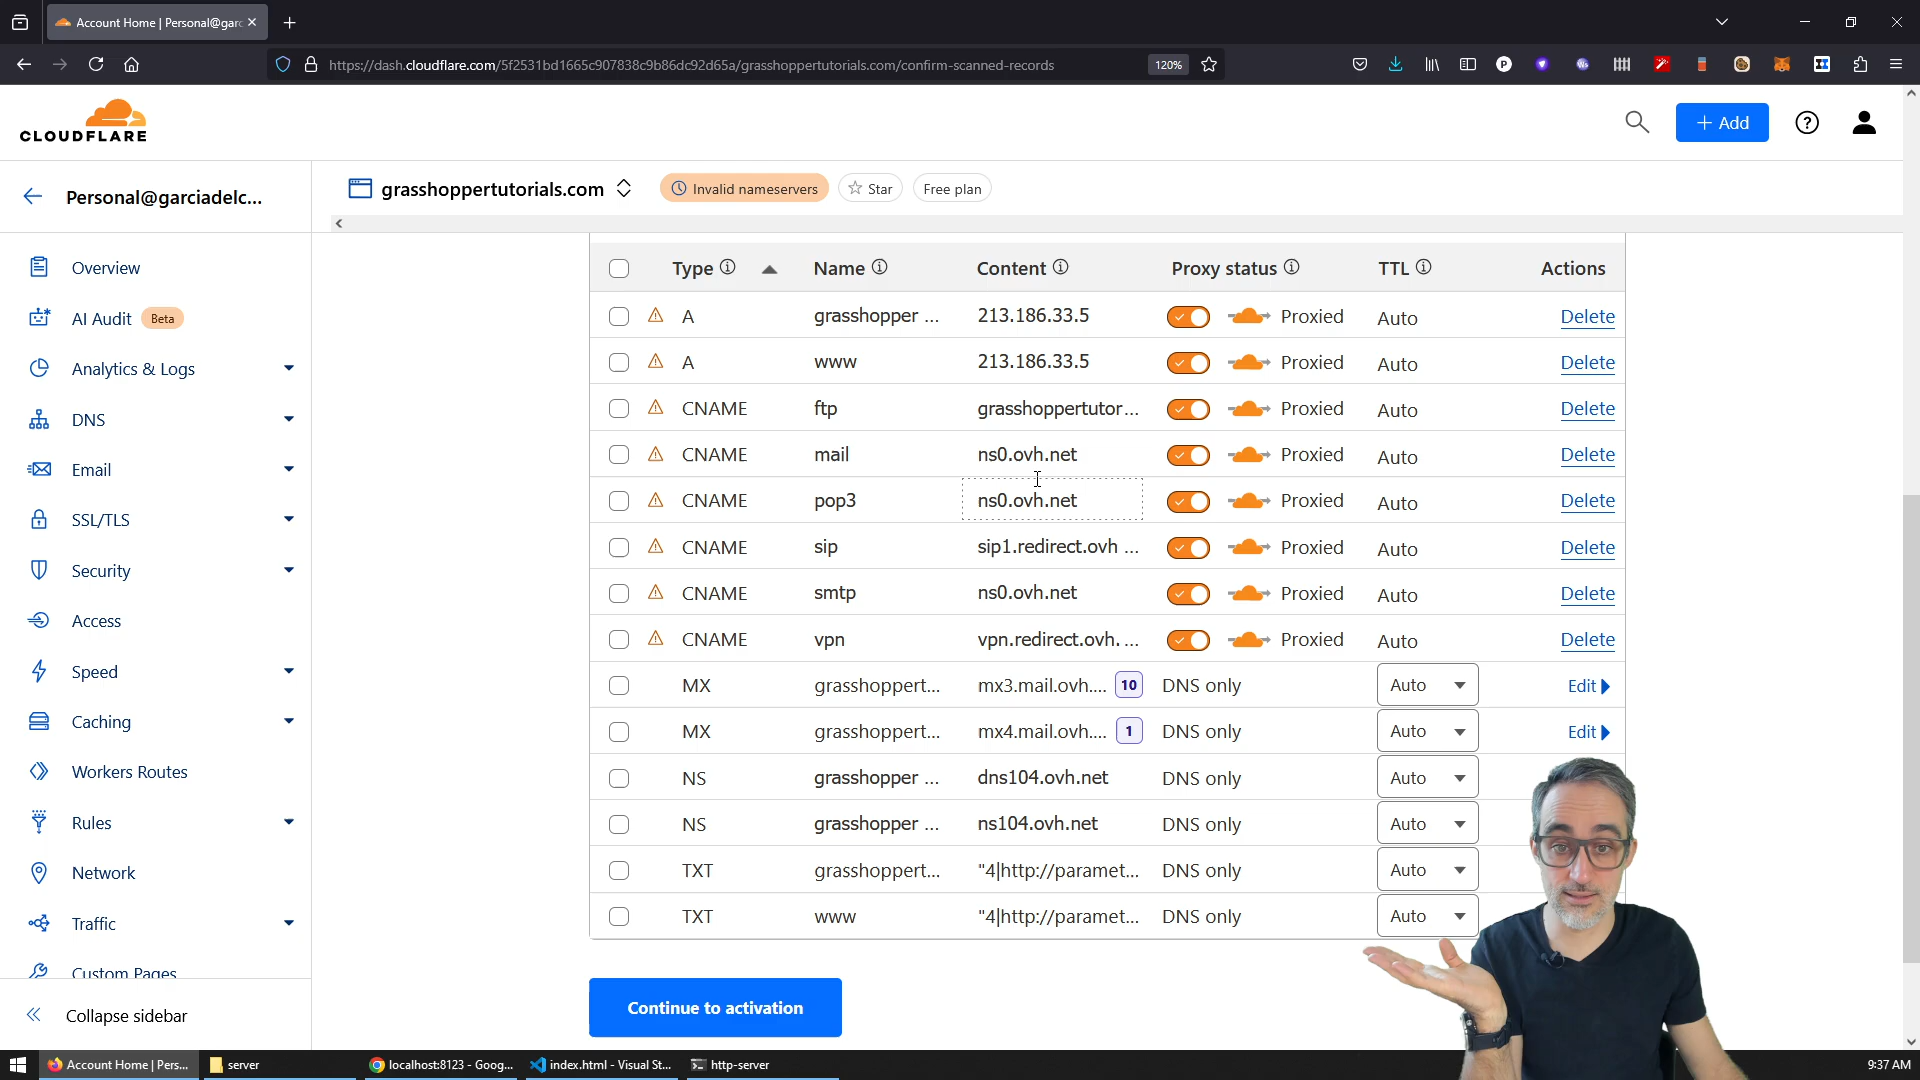 Account Home | Personal@garc
https://dash.cloudflare.com/5f2531bd1665c907838c9b86dc92d65a/grasshoppertutorials.com/confirm-scanned-records
120%
CLOUDFLARE
+ Add
Personal@garciadelc...
grasshoppertutorials.com
Invalid nameservers
Star
Free plan
Overview
AI Audit Beta
Analytics & Logs
DNS
Email
SSL/TLS
Security
Access
Speed
Caching
Workers Routes
Rules
Network
Traffic
Custom Pages
Collapse sidebar
Type Name Content Proxy status TTL Actions
A grasshopper ... 213.186.33.5 Proxied Auto Delete
A www 213.186.33.5 Proxied Auto Delete
CNAME ftp grasshoppertutor... Proxied Auto Delete
CNAME mail ns0.ovh.net Proxied Auto Delete
CNAME pop3 ns0.ovh.net Proxied Auto Delete
CNAME sip sip1.redirect.ovh ... Proxied Auto Delete
CNAME smtp ns0.ovh.net Proxied Auto Delete
CNAME vpn vpn.redirect.ovh. ... Proxied Auto Delete
MX grasshoppert... mx3.mail.ovh.... 10 DNS only Auto Edit
MX grasshoppert... mx4.mail.ovh.... 1 DNS only Auto Edit
NS grasshopper ... dns104.ovh.net DNS only Auto
NS grasshopper ... ns104.ovh.net DNS only Auto
TXT grasshoppert... "4|http://paramet... DNS only Auto
TXT www "4|http://paramet... DNS only Auto
Continue to activation
Account Home | Pers...
server
localhost:8123 - Goog...
index.html - Visual St...
http-server
9:37 AM